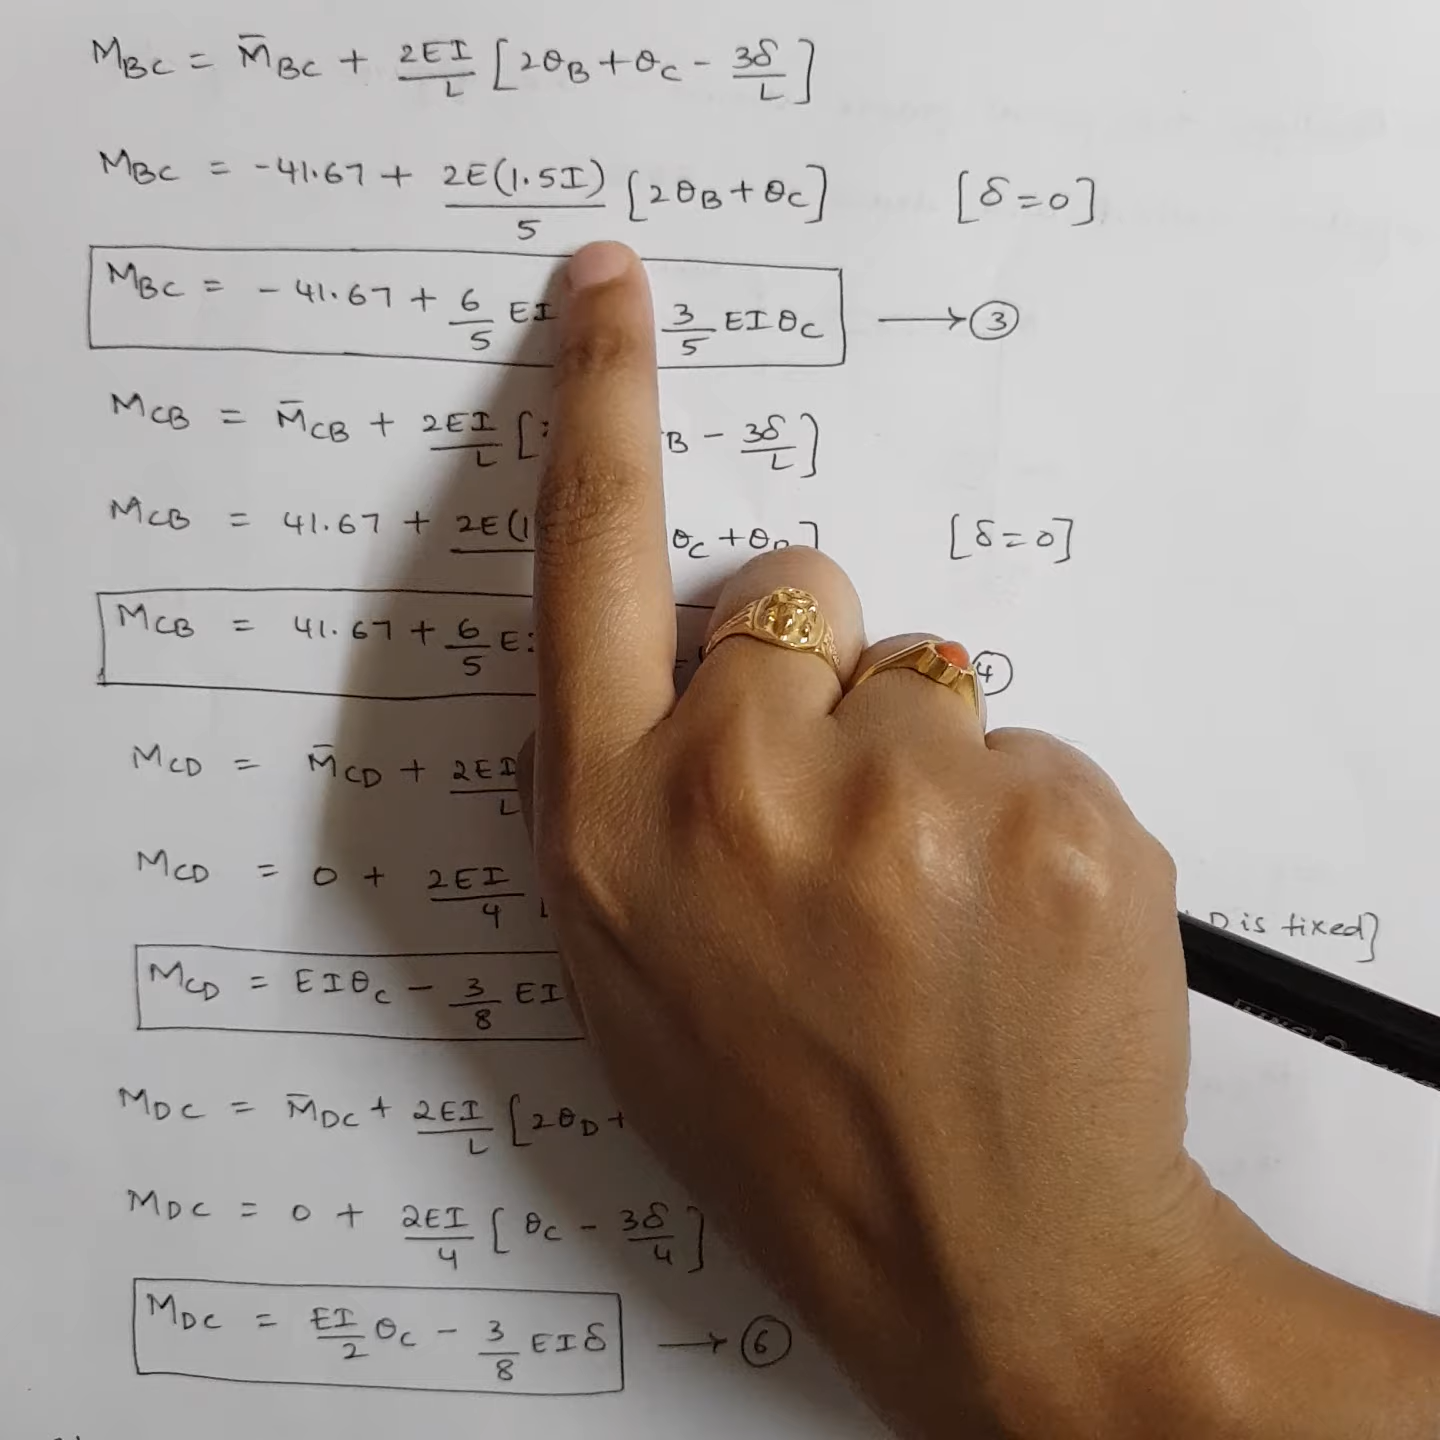 MBC = M̄BC + 2EI/L [2θB + θC - 3δ/L]
MBC = -41.67 + 2E(1.5I)/5 [2θB + θC] [δ=0]
MBC = -41.67 + 6/5 EI 3/5 EIθC → ③
MCB = M̄CB + 2EI/L [ B - 3δ/L]
MCB = 41.67 + 2E(1 θC + θB] [δ=0]
MCB = 41.67 + 6/5 E ④
MCD = M̄CD + 2EI/L
MCD = 0 + 2EI/4 D is fixed]
MCD = EIθC - 3/8 EI
MDC = M̄DC + 2EI/L [2θD +
MDC = 0 + 2EI/4 [θC - 3δ/4]
MDC = EI/2 θC - 3/8 EIδ → ⑥